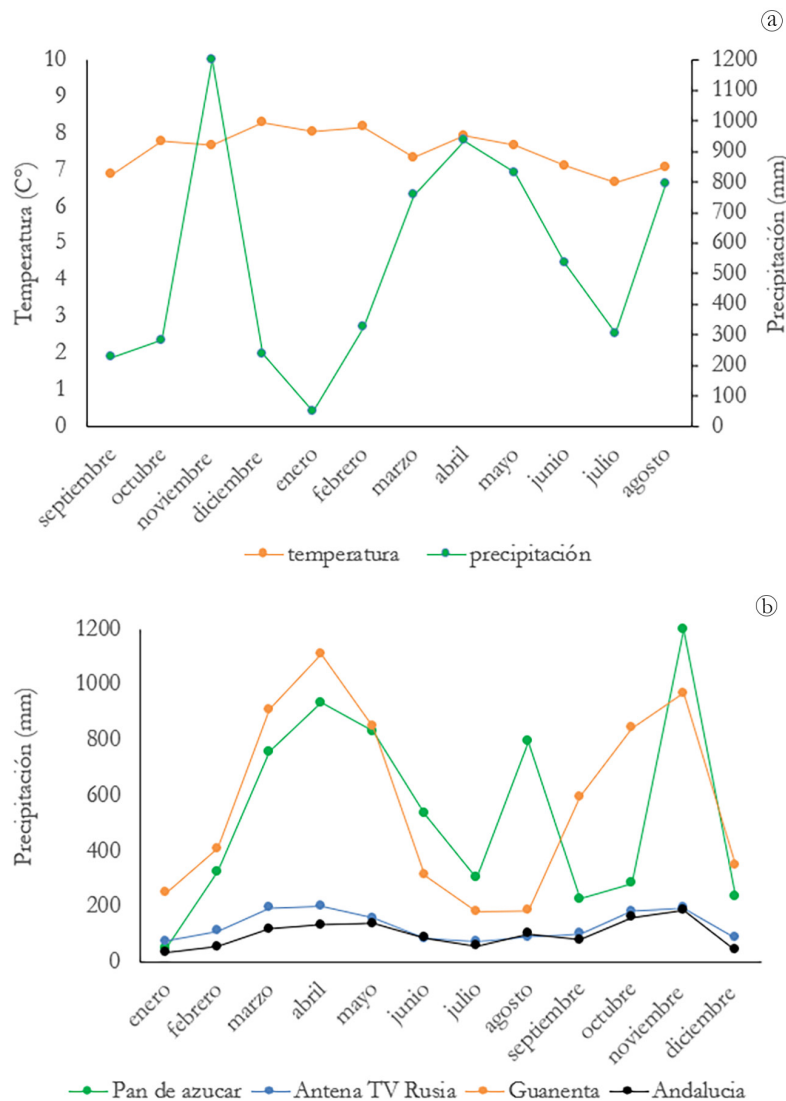 ⓐ
Temperatura (C°)
10
9
8
7
6
5
4
3
2
1
0
Precipitación (mm)
1200
1100
1000
900
800
700
600
500
400
300
200
100
0
septiembre
octubre
noviembre
diciembre
enero
febrero
marzo
abril
mayo
junio
julio
agosto
temperatura precipitación
ⓑ
Precipitación (mm)
1200
1000
800
600
400
200
0
enero
febrero
marzo
abril
mayo
junio
julio
agosto
septiembre
octubre
noviembre
diciembre
Pan de azucar Antena TV Rusia Guanenta Andalucia